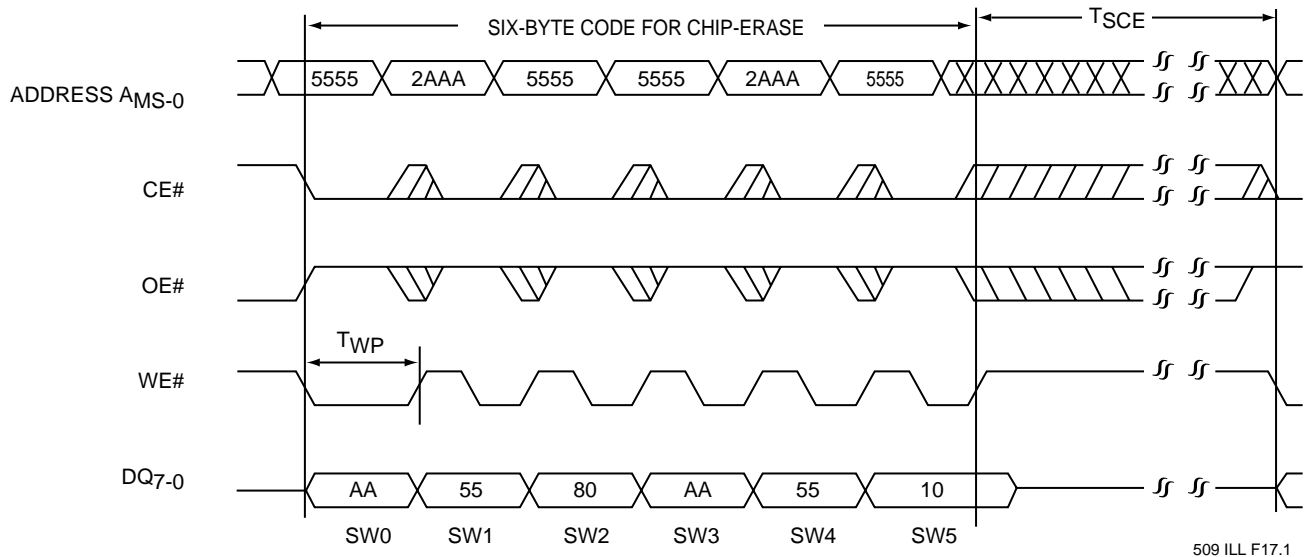 SIX-BYTE CODE FOR CHIP-ERASE TSCE
ADDRESS AMS-0 5555 2AAA 5555 5555 2AAA 5555
CE#
OE#
TWP
WE#
DQ7-0 AA 55 80 AA 55 10
SW0 SW1 SW2 SW3 SW4 SW5
509 ILL F17.1